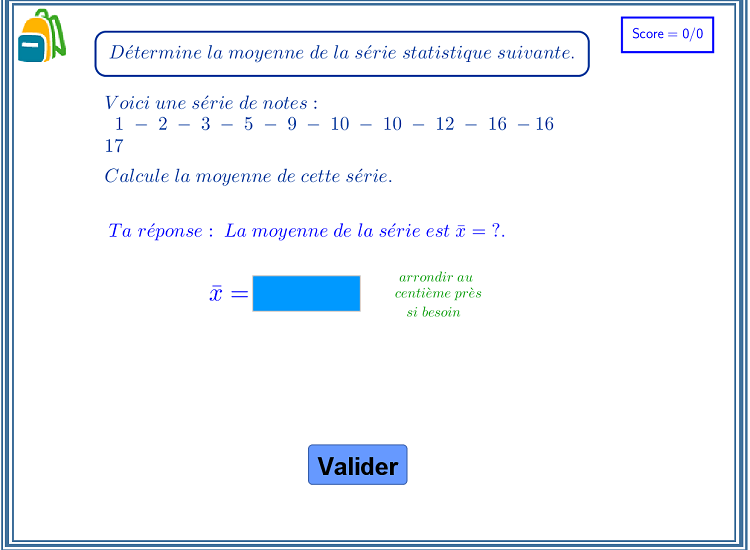 Détermine la moyenne de la série statistique suivante.
Score = 0/0
Voici une série de notes :
1 − 2 − 3 − 5 − 9 − 10 − 10 − 12 − 16 − 16
17
Calcule la moyenne de cette série.
Ta réponse : La moyenne de la série est x̄ = ?.
x̄ =
arrondir au
centième près
si besoin
Valider